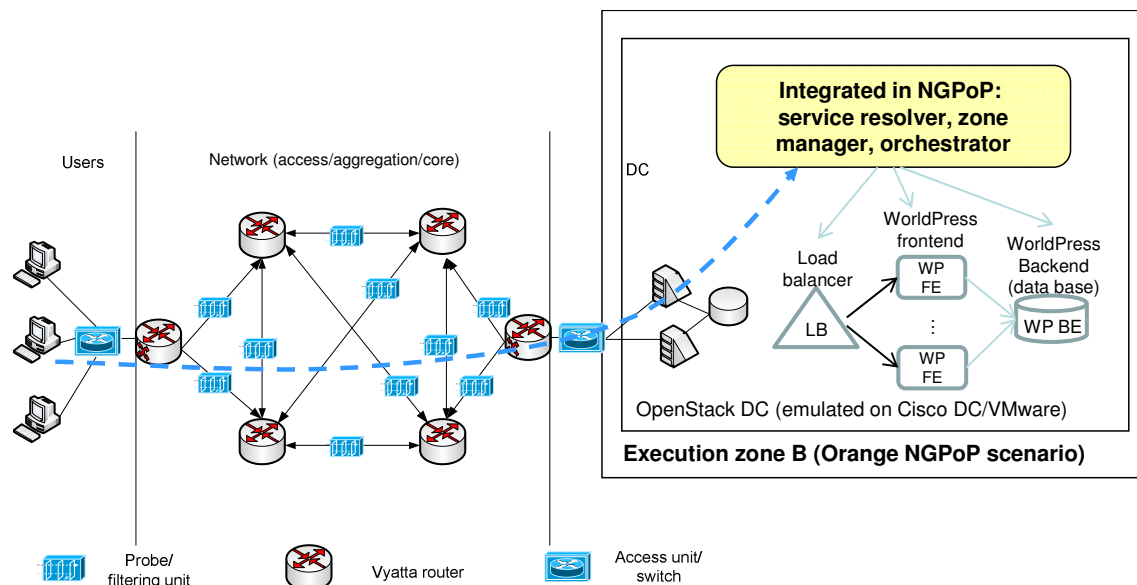 Integrated in NGPoP:
service resolver, zone
manager, orchestrator
Users
Network (access/aggregation/core)
DC
WorldPress
frontend
WorldPress
Backend
(data base)
Load
balancer
WP
FE
LB
⋮
WP BE
WP
FE
OpenStack DC (emulated on Cisco DC/VMware)
Execution zone B (Orange NGPoP scenario)
Probe/
filtering unit
Vyatta router
Access unit/
switch